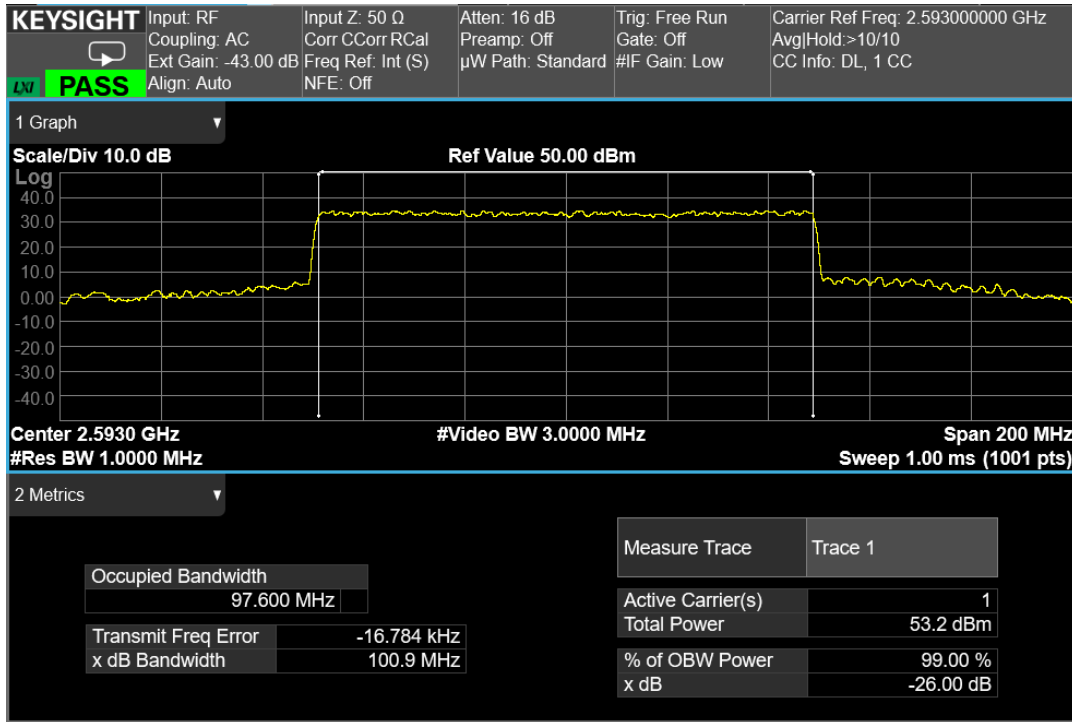 KEYSIGHT
LXI PASS
Input: RF
Coupling: AC
Ext Gain: -43.00 dB
Align: Auto
Input Z: 50 Ω
Corr CCorr RCal
Freq Ref: Int (S)
NFE: Off
Atten: 16 dB
Preamp: Off
µW Path: Standard
Trig: Free Run
Gate: Off
#IF Gain: Low
Carrier Ref Freq: 2.593000000 GHz
Avg|Hold:>10/10
CC Info: DL, 1 CC
1 Graph
Scale/Div 10.0 dB
Ref Value 50.00 dBm
Log
40.0
30.0
20.0
10.0
0.00
-10.0
-20.0
-30.0
-40.0
Center 2.5930 GHz
#Video BW 3.0000 MHz
Span 200 MHz
#Res BW 1.0000 MHz
Sweep 1.00 ms (1001 pts)
2 Metrics
Measure Trace Trace 1
Occupied Bandwidth
97.600 MHz
Transmit Freq Error -16.784 kHz
x dB Bandwidth 100.9 MHz
Active Carrier(s) 1
Total Power 53.2 dBm
% of OBW Power 99.00 %
x dB -26.00 dB